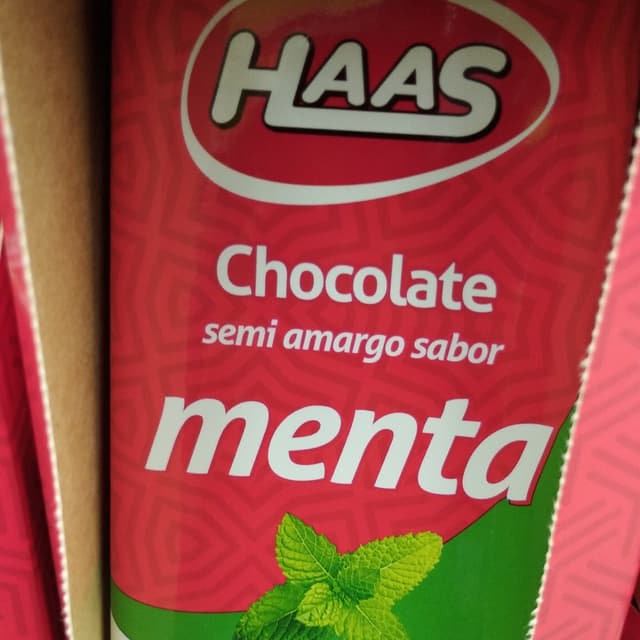 HAAS
Chocolate
semi amargo sabor
menta